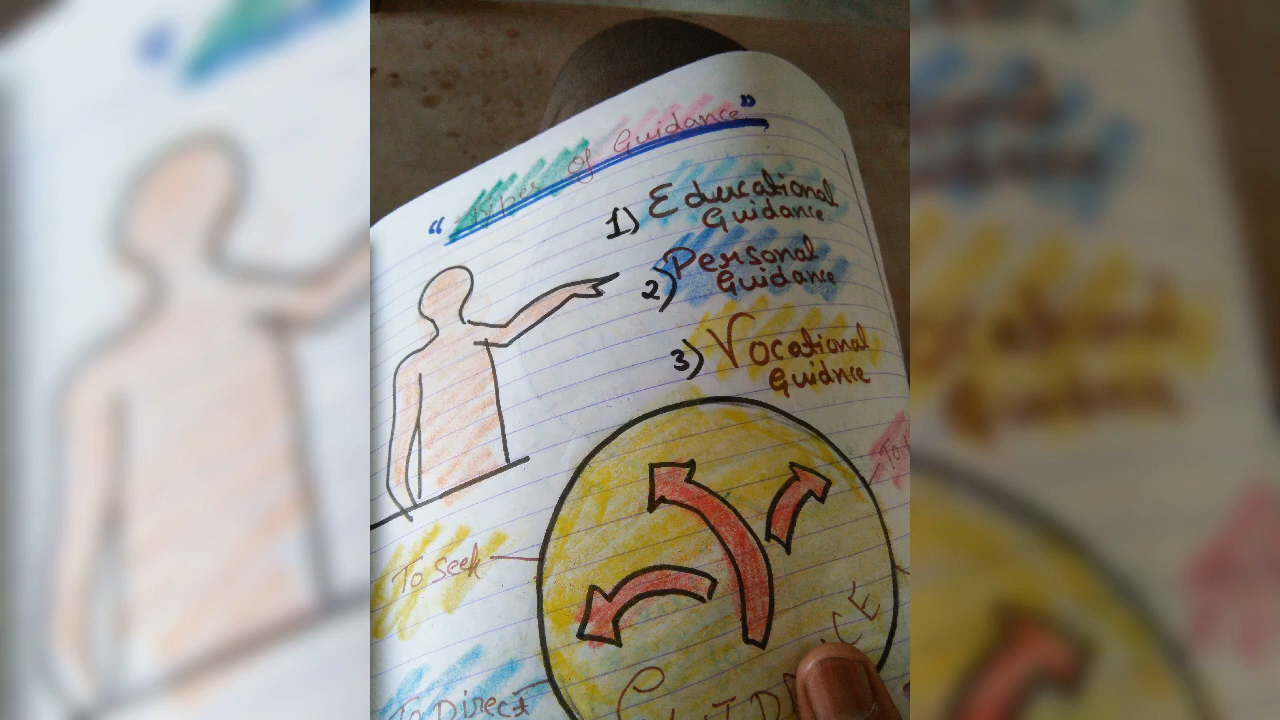 "Types of Guidance"
1) Educational
Guidance
2) Personal
Guidance
3) Vocational
Guidnce
To Seek
To Direct